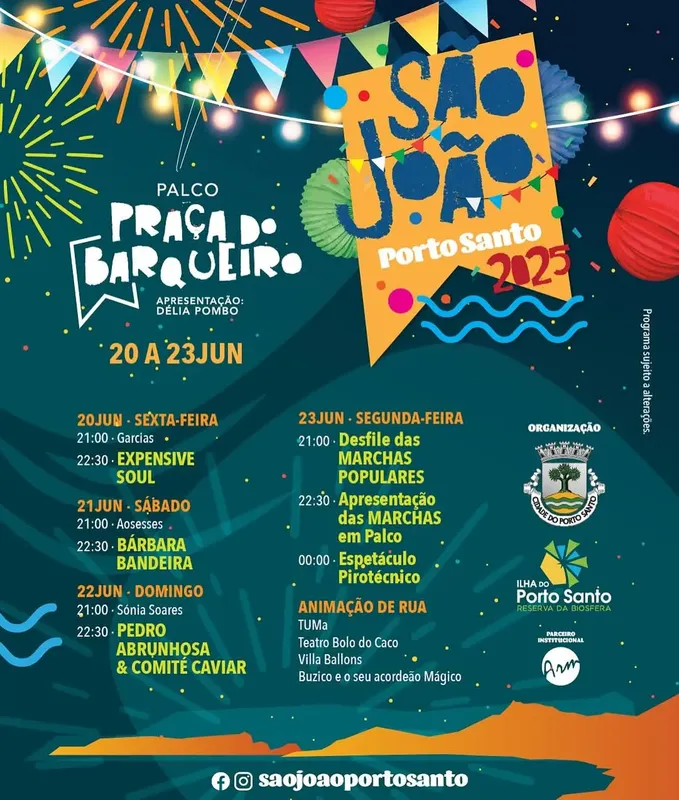 SÃO
JOÃO
Porto Santo
2025
PALCO
PRAÇA DO
BARQUEIRO
APRESENTAÇÃO:
DÉLIA POMBO
20 A 23JUN
20JUN · SEXTA-FEIRA
21:00 · Garcias
22:30 · EXPENSIVE
SOUL
21JUN · SÁBADO
21:00 · Aosesses
22:30 · BÁRBARA
BANDEIRA
22JUN · DOMINGO
21:00 · Sónia Soares
22:30 · PEDRO
ABRUNHOSA
& COMITÉ CAVIAR
23JUN · SEGUNDA-FEIRA
21:00 · Desfile das
MARCHAS
POPULARES
22:30 · Apresentação
das MARCHAS
em Palco
00:00 · Espetáculo
Pirotécnico
ANIMAÇÃO DE RUA
TUMa
Teatro Bolo do Caco
Villa Ballons
Buzico e o seu acordeão Mágico
Programa sujeito a alterações.
ORGANIZAÇÃO
CIDADE DO PORTO SANTO
ILHA DO
Porto Santo
RESERVA DA BIOSFERA
PARCEIRO
INSTITUCIONAL
Arm
saojoaoportosanto